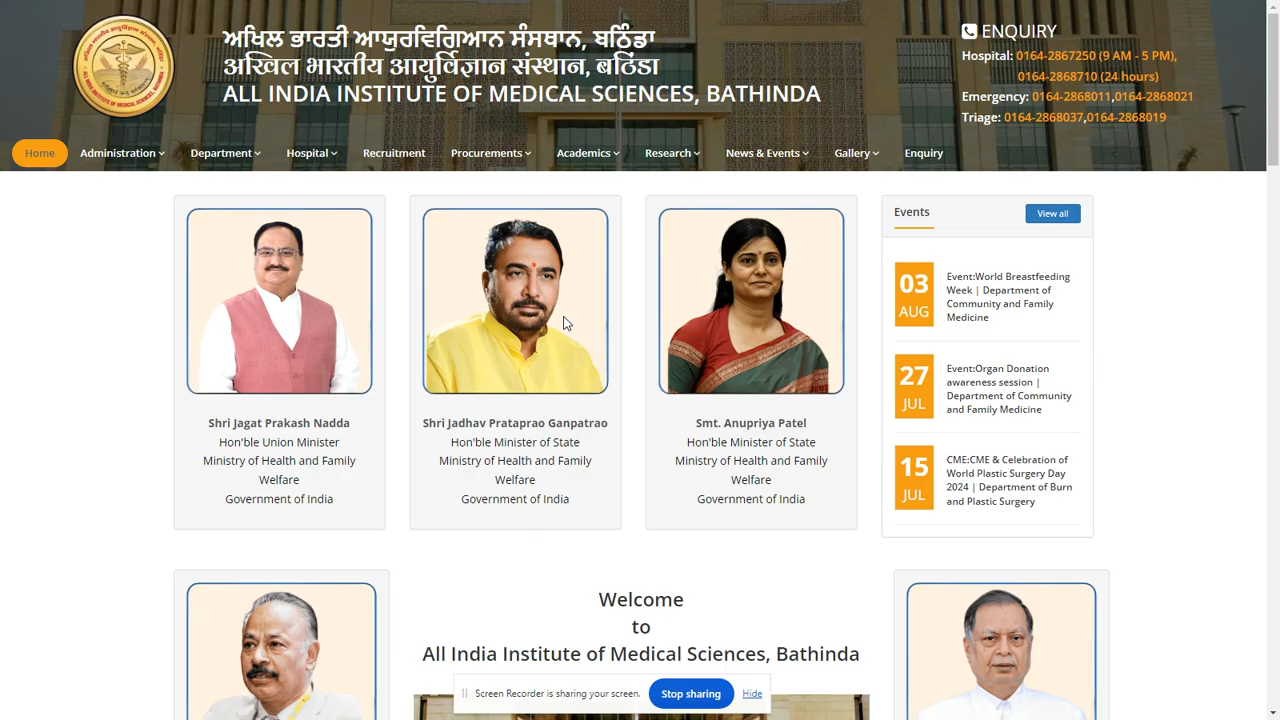 ਅਖਿਲ ਭਾਰਤੀ ਆਯੁਰਵਿਗਿਆਨ ਸੰਸਥਾਨ, ਬਠਿੰਡਾ
अखिल भारतीय आयुर्विज्ञान संस्थान, बठिंडा
ALL INDIA INSTITUTE OF MEDICAL SCIENCES, BATHINDA
ENQUIRY
Hospital: 0164-2867250 (9 AM - 5 PM),
0164-2868710 (24 hours)
Emergency: 0164-2868011,0164-2868021
Triage: 0164-2868037,0164-2868019
Home Administration Department Hospital Recruitment Procurements Academics Research News & Events Gallery Enquiry
Shri Jagat Prakash Nadda
Hon'ble Union Minister
Ministry of Health and Family
Welfare
Government of India
Shri Jadhav Prataprao Ganpatrao
Hon'ble Minister of State
Ministry of Health and Family
Welfare
Government of India
Smt. Anupriya Patel
Hon'ble Minister of State
Ministry of Health and Family
Welfare
Government of India
Events
View all
03
AUG
Event:World Breastfeeding
Week | Department of
Community and Family
Medicine
27
JUL
Event:Organ Donation
awareness session |
Department of Community
and Family Medicine
15
JUL
CME:CME & Celebration of
World Plastic Surgery Day
2024 | Department of Burn
and Plastic Surgery
Welcome
to
All India Institute of Medical Sciences, Bathinda
Screen Recorder is sharing your screen.
Stop sharing
Hide